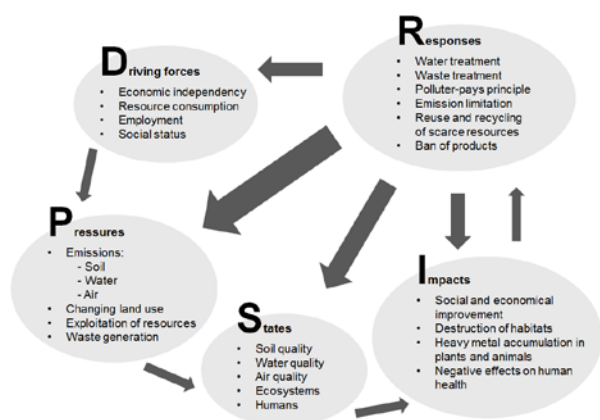 Driving forces
• Economic independency
• Resource consumption
• Employment
• Social status
Responses
• Water treatment
• Waste treatment
• Polluter-pays principle
• Emission limitation
• Reuse and recycling
of scarce resources
• Ban of products
Pressures
• Emissions:
- Soil
- Water
- Air
• Changing land use
• Exploitation of resources
• Waste generation
States
• Soil quality
• Water quality
• Air quality
• Ecosystems
• Humans
Impacts
• Social and economical
improvement
• Destruction of habitats
• Heavy metal accumulation in
plants and animals
• Negative effects on human
health